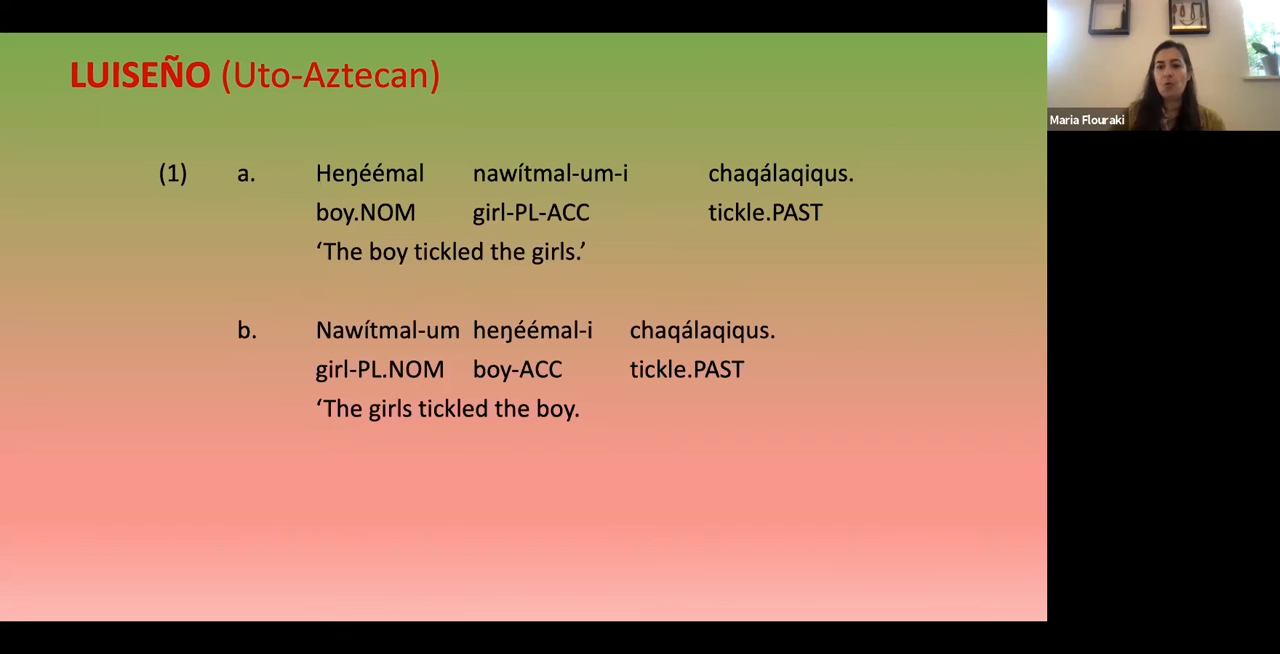 LUISEÑO (Uto-Aztecan)
Maria Flouraki
(1) a. Heŋéémal nawítmal-um-i chaqálaqiqus.
boy.NOM girl-PL-ACC tickle.PAST
‘The boy tickled the girls.’
b. Nawítmal-um heŋéémal-i chaqálaqiqus.
girl-PL.NOM boy-ACC tickle.PAST
‘The girls tickled the boy.